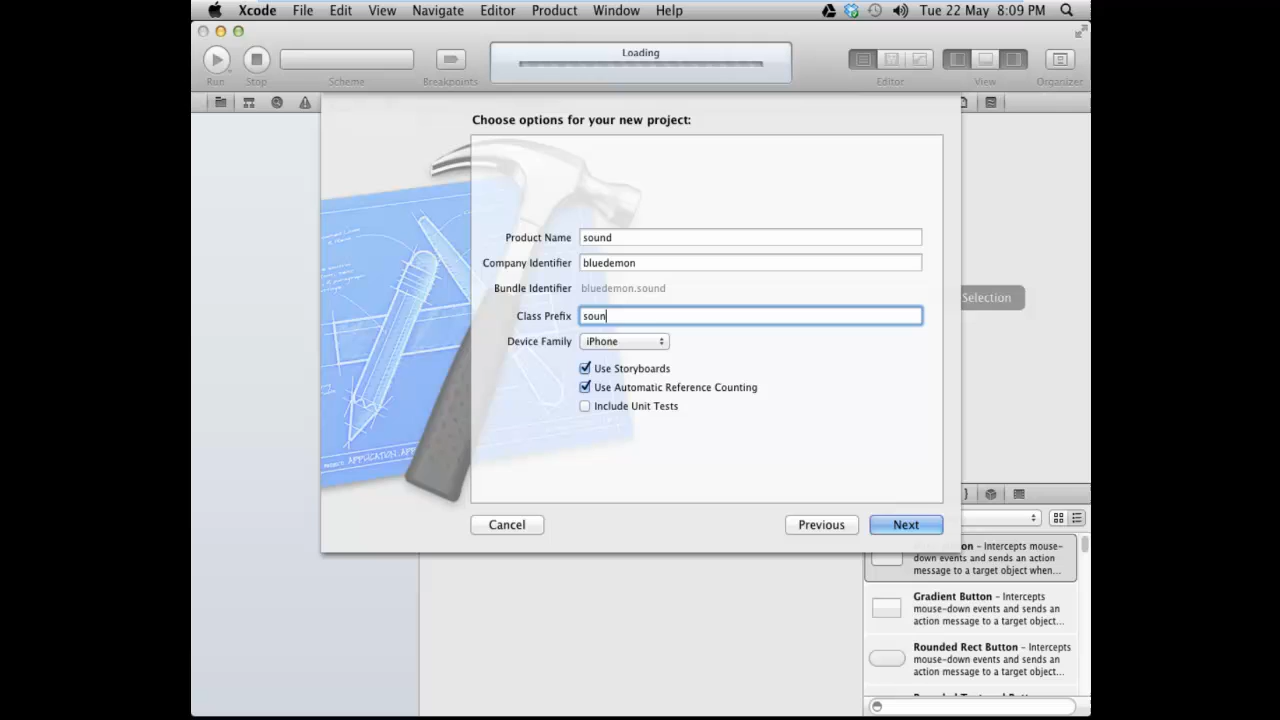 Xcode File Edit View Navigate Editor Product Window Help Tue 22 May 8:09 PM
Loading
Run Stop Scheme Breakpoints Editor View Organizer
Choose options for your new project:
Product Name sound
Company Identifier bluedemon
Bundle Identifier bluedemon.sound
Selection
Class Prefix soun
Device Family iPhone
Use Storyboards
Use Automatic Reference Counting
Include Unit Tests
PROJECT APPLICATION.APP
Cancel Previous Next
on - Intercepts mouse-
down events and sends an
action message to a target object when...
Gradient Button - Intercepts
mouse-down events and sends an
action message to a target object...
Rounded Rect Button - Intercepts
mouse-down events and sends an
action message to a target object...